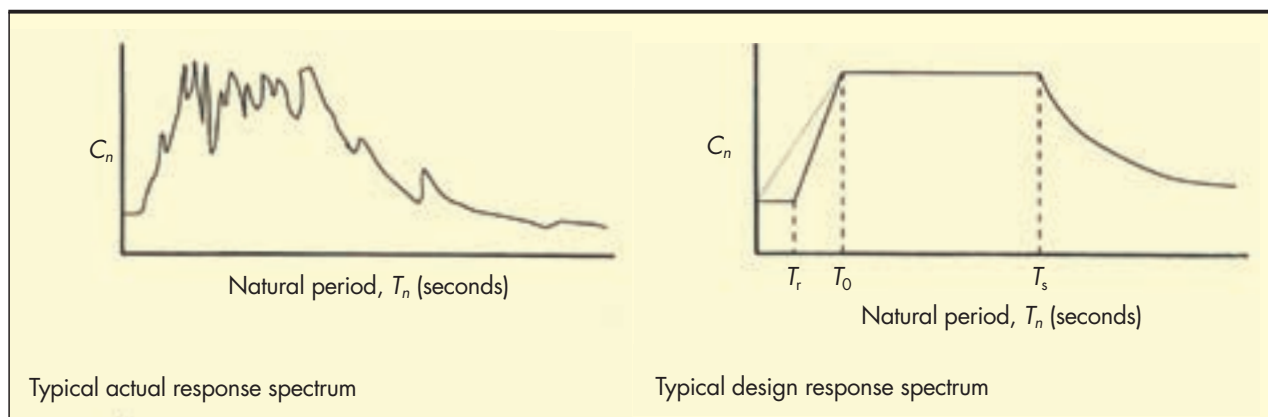 Cn
Natural period, Tn (seconds)
Typical actual response spectrum
Cn
Tr T0 Ts
Natural period, Tn (seconds)
Typical design response spectrum